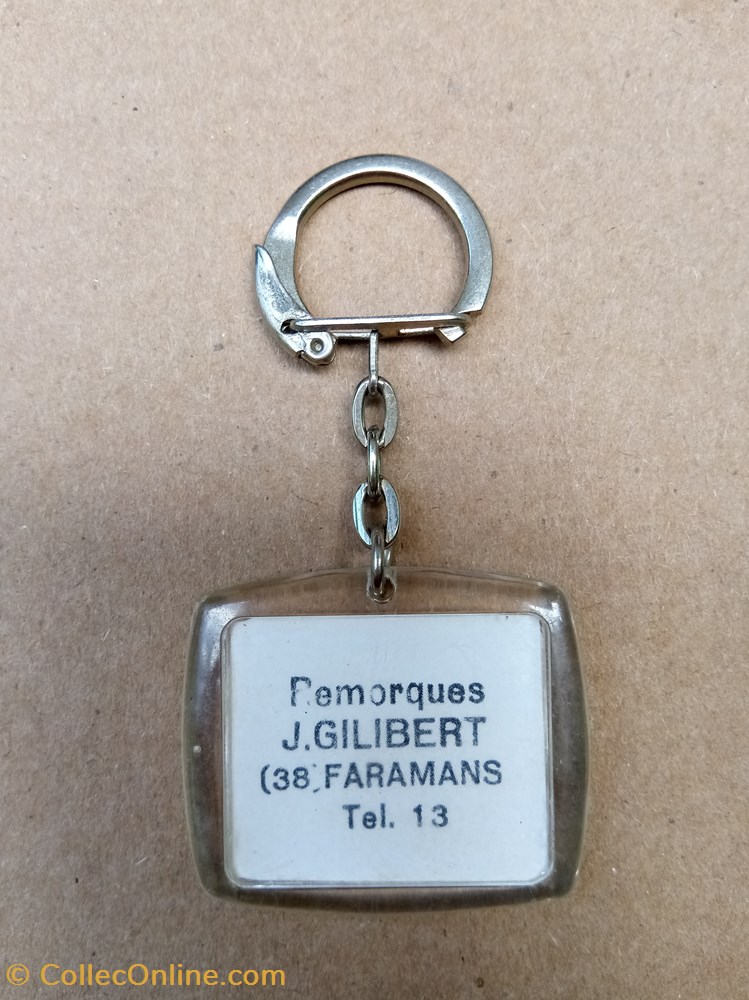 Remorques
J.GILIBERT
(38) FARAMANS
Tel. 13
© CollecOnline.com